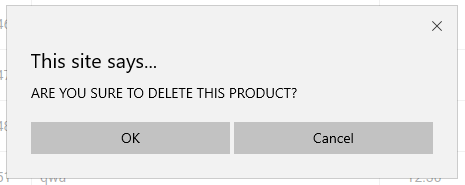 This site says...
ARE YOU SURE TO DELETE THIS PRODUCT?
OK
Cancel